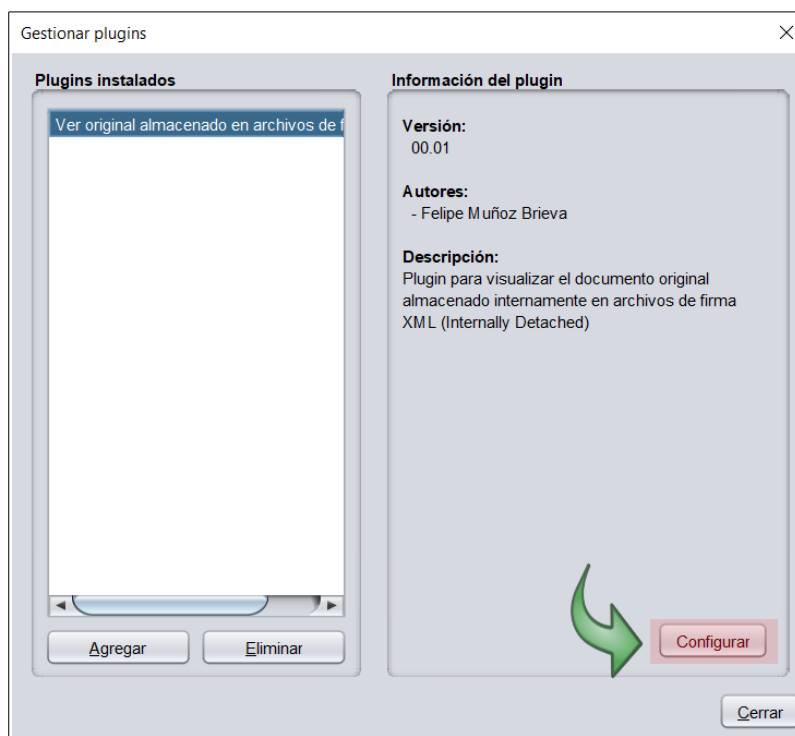 Gestionar plugins
Plugins instalados
Ver original almacenado en archivos de f
Agregar
Eliminar
Información del plugin
Versión:
00.01
Autores:
- Felipe Muñoz Brieva
Descripción:
Plugin para visualizar el documento original
almacenado internamente en archivos de firma
XML (Internally Detached)
Configurar
Cerrar